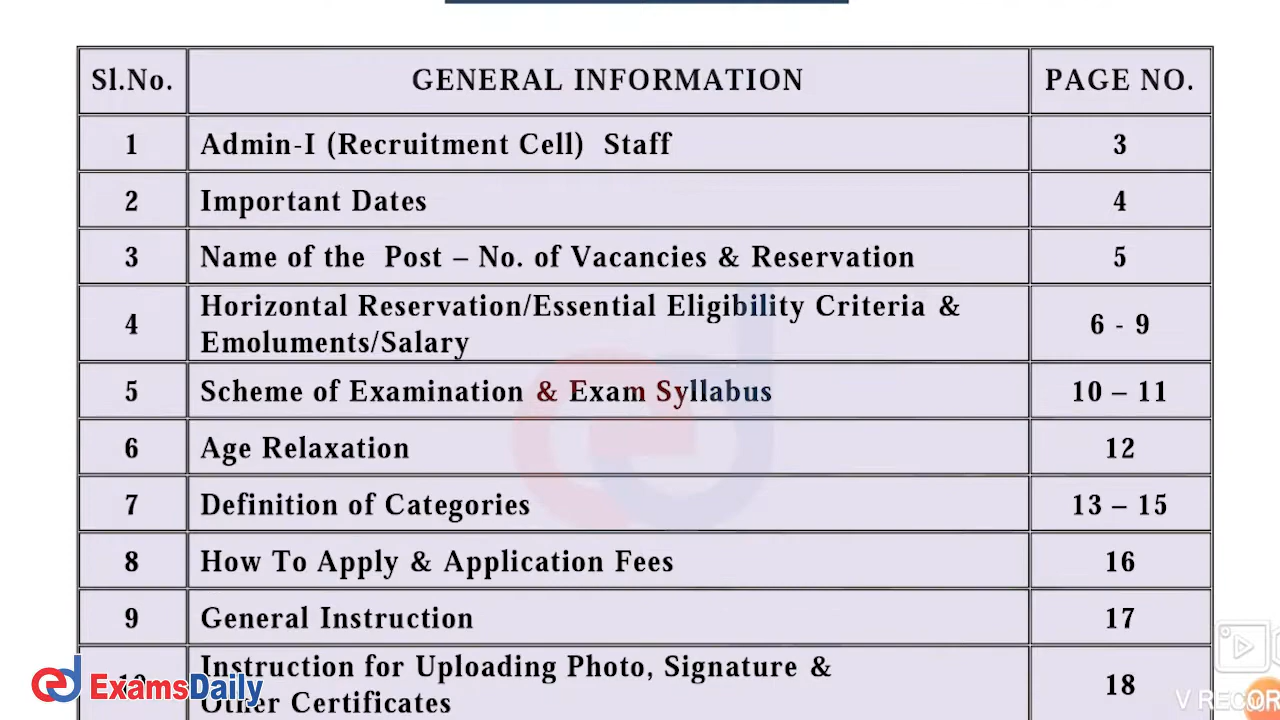 Sl.No. GENERAL INFORMATION PAGE NO.
1 Admin-I (Recruitment Cell) Staff 3
2 Important Dates 4
3 Name of the Post – No. of Vacancies & Reservation 5
4 Horizontal Reservation/Essential Eligibility Criteria & Emoluments/Salary 6 - 9
5 Scheme of Examination & Exam Syllabus 10 – 11
6 Age Relaxation 12
7 Definition of Categories 13 – 15
8 How To Apply & Application Fees 16
9 General Instruction 17
Instruction for Uploading Photo, Signature &
Other Certificates 18
ExamsDaily
V RECOR